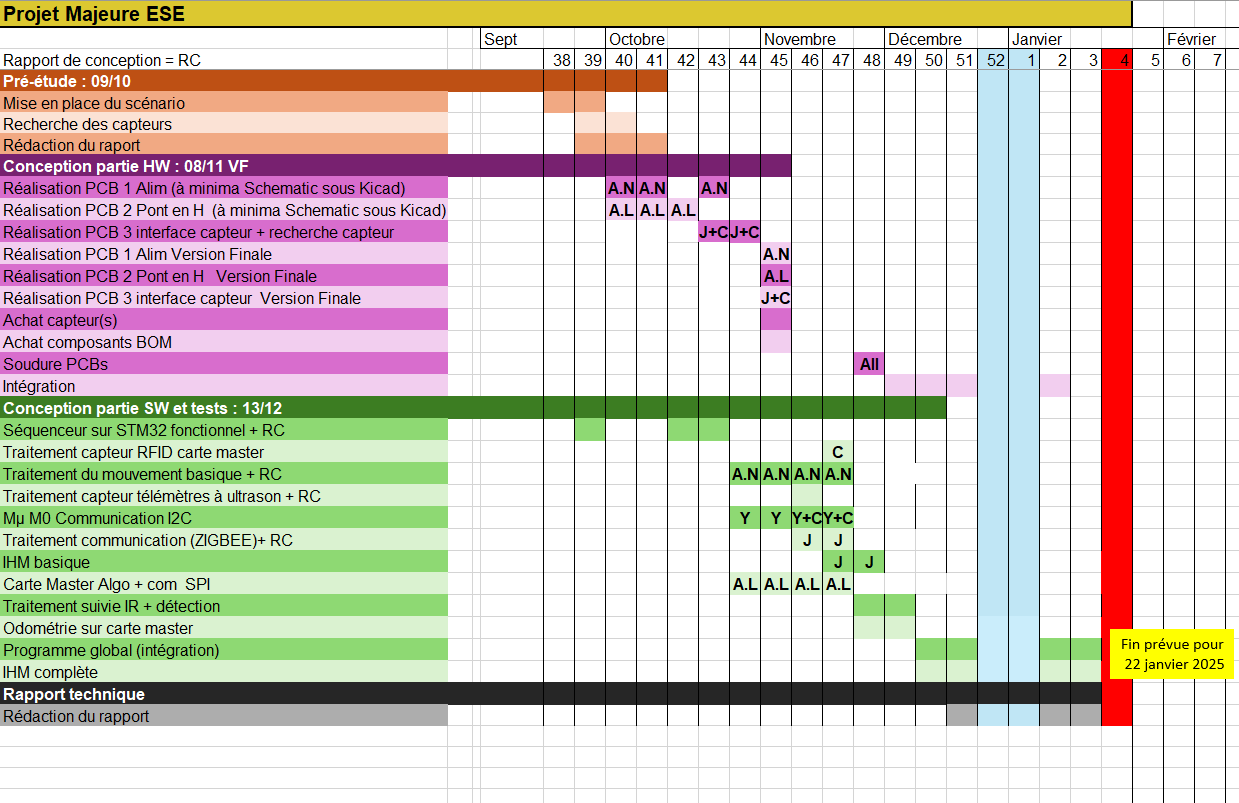 Projet Majeure ESE
Sept Octobre Novembre Décembre Janvier Février
Rapport de conception = RC 38 39 40 41 42 43 44 45 46 47 48 49 50 51 52 1 2 3 4 5 6 7
Pré-étude : 09/10
Mise en place du scénario
Recherche des capteurs
Rédaction du raport
Conception partie HW : 08/11 VF
Réalisation PCB 1 Alim (à minima Schematic sous Kicad) A.N A.N A.N
Réalisation PCB 2 Pont en H (à minima Schematic sous Kicad) A.L A.L A.L
Réalisation PCB 3 interface capteur + recherche capteur J+C J+C
Réalisation PCB 1 Alim Version Finale A.N
Réalisation PCB 2 Pont en H Version Finale A.L
Réalisation PCB 3 interface capteur Version Finale J+C
Achat capteur(s)
Achat composants BOM
Soudure PCBs All
Intégration
Conception partie SW et tests : 13/12
Séquenceur sur STM32 fonctionnel + RC
Traitement capteur RFID carte master C
Traitement du mouvement basique + RC A.N A.N A.N A.N
Traitement capteur télémètres à ultrason + RC
Mµ M0 Communication I2C Y Y Y+C Y+C
Traitement communication (ZIGBEE)+ RC J J
IHM basique J J
Carte Master Algo + com SPI A.L A.L A.L A.L
Traitement suivie IR + détection
Odométrie sur carte master
Programme global (intégration)
Fin prévue pour
22 janvier 2025
IHM complète
Rapport technique
Rédaction du rapport